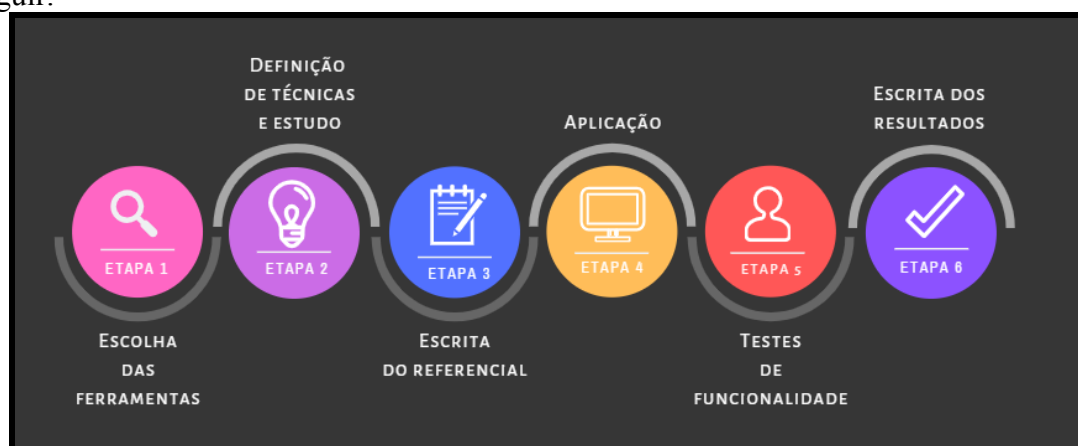 DEFINIÇÃO
DE TÉCNICAS
E ESTUDO
APLICAÇÃO
ESCRITA DOS
RESULTADOS
ETAPA 1
ETAPA 2
ETAPA 3
ETAPA 4
ETAPA 5
ETAPA 6
ESCOLHA
DAS
FERRAMENTAS
ESCRITA
DO REFERENCIAL
TESTES
DE
FUNCIONALIDADE